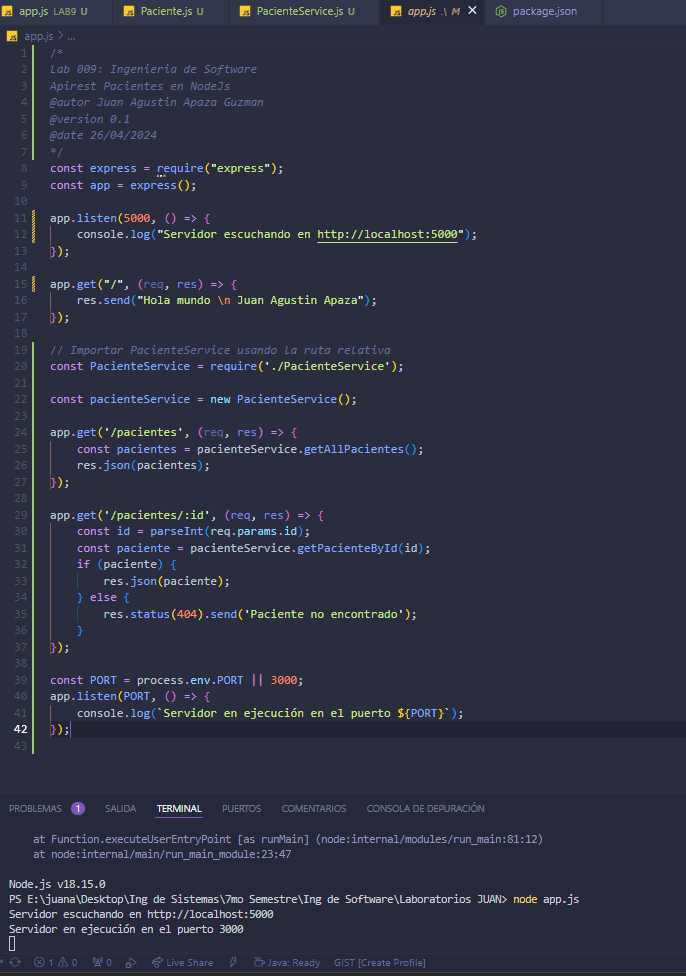 JS app.js LAB9 U JS Paciente.js U JS PacienteService.js U JS app.js .\ M package.json
JS app.js > ...
1 /*
2 Lab 009: Ingenieria de Software
3 Apirest Pacientes en NodeJs
4 @autor Juan Agustin Apaza Guzman
5 @version 0.1
6 @date 26/04/2024
7 */
8 const express = require("express");
9 const app = express();
10
11 app.listen(5000, () => {
12     console.log("Servidor escuchando en http://localhost:5000");
13 });
14
15 app.get("/", (req, res) => {
16     res.send("Hola mundo \n Juan Agustin Apaza");
17 });
18
19 // Importar PacienteService usando la ruta relativa
20 const PacienteService = require('./PacienteService');
21
22 const pacienteService = new PacienteService();
23
24 app.get('/pacientes', (req, res) => {
25     const pacientes = pacienteService.getAllPacientes();
26     res.json(pacientes);
27 });
28
29 app.get('/pacientes/:id', (req, res) => {
30     const id = parseInt(req.params.id);
31     const paciente = pacienteService.getPacienteById(id);
32     if (paciente) {
33         res.json(paciente);
34     } else {
35         res.status(404).send('Paciente no encontrado');
36     }
37 });
38
39 const PORT = process.env.PORT || 3000;
40 app.listen(PORT, () => {
41     console.log(`Servidor en ejecución en el puerto ${PORT}`);
42 });
43
PROBLEMAS 1 SALIDA TERMINAL PUERTOS COMENTARIOS CONSOLA DE DEPURACIÓN
at Function.executeUserEntryPoint [as runMain] (node:internal/modules/run_main:81:12)
at node:internal/main/run_main_module:23:47
Node.js v18.15.0
PS E:\juana\Desktop\Ing de Sistemas\7mo Semestre\Ing de Software\Laboratorios JUAN> node app.js
Servidor escuchando en http://localhost:5000
Servidor en ejecución en el puerto 3000
1 0 0 Live Share Java: Ready GIST [Create Profile]